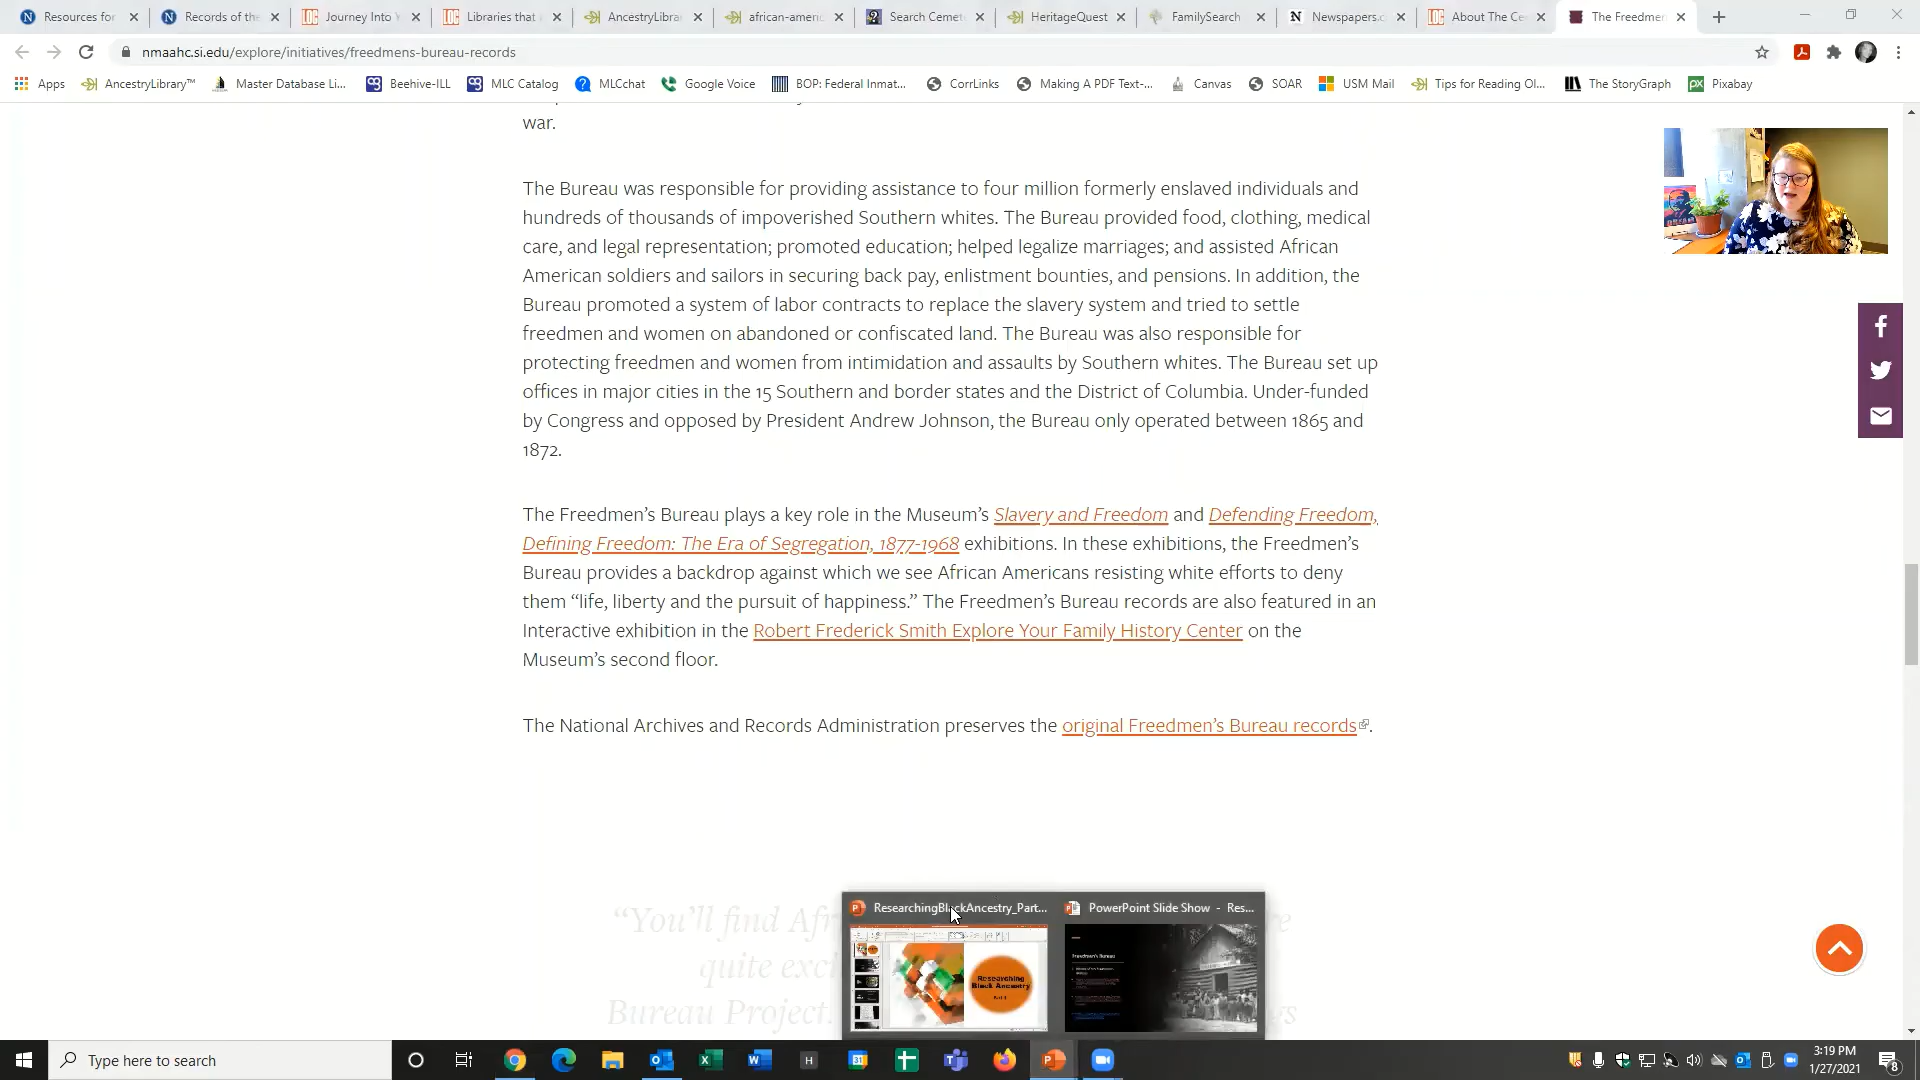 Resources for
Records of the
Journey Into Y
Libraries that
AncestryLibra
african-americ
Search Cemet
HeritageQuest
FamilySearch
Newspapers.c
About The Ce
The Freedmen
nmaahc.si.edu/explore/initiatives/freedmens-bureau-records
Apps
AncestryLibrary™
Master Database Li...
Beehive-ILL
MLC Catalog
MLCchat
Google Voice
BOP: Federal Inmat...
CorrLinks
Making A PDF Text-...
Canvas
SOAR
USM Mail
Tips for Reading Ol...
The StoryGraph
Pixabay
war.
The Bureau was responsible for providing assistance to four million formerly enslaved individuals and
hundreds of thousands of impoverished Southern whites. The Bureau provided food, clothing, medical
care, and legal representation; promoted education; helped legalize marriages; and assisted African
American soldiers and sailors in securing back pay, enlistment bounties, and pensions. In addition, the
Bureau promoted a system of labor contracts to replace the slavery system and tried to settle
freedmen and women on abandoned or confiscated land. The Bureau was also responsible for
protecting freedmen and women from intimidation and assaults by Southern whites. The Bureau set up
offices in major cities in the 15 Southern and border states and the District of Columbia. Under-funded
by Congress and opposed by President Andrew Johnson, the Bureau only operated between 1865 and
1872.
The Freedmen's Bureau plays a key role in the Museum's Slavery and Freedom and Defending Freedom,
Defining Freedom: The Era of Segregation, 1877-1968 exhibitions. In these exhibitions, the Freedmen's
Bureau provides a backdrop against which we see African Americans resisting white efforts to deny
them “life, liberty and the pursuit of happiness.” The Freedmen's Bureau records are also featured in an
Interactive exhibition in the Robert Frederick Smith Explore Your Family History Center on the
Museum's second floor.
The National Archives and Records Administration preserves the original Freedmen's Bureau records.
“You'll find Afri
quite exci
Bureau Project.
ResearchingBlackAncestry_Part...
PowerPoint Slide Show - Res...
Researching
Black Ancestry
Freedmen's Bureau
Type here to search
3:19 PM
1/27/2021
8